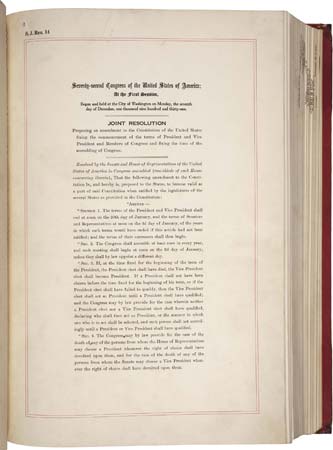 S. J. Res. 14
Seventy-second Congress of the United States of America;
At the First Session,
Begun and held at the City of Washington on Monday, the seventh
day of December, one thousand nine hundred and thirty-one.
JOINT RESOLUTION
Proposing an amendment to the Constitution of the United States
fixing the commencement of the terms of President and Vice
President and Members of Congress and fixing the time of the
assembling of Congress.
Resolved by the Senate and House of Representatives of the United
States of America in Congress assembled (two-thirds of each House
concurring therein), That the following amendment to the Constitu-
tion be, and hereby is, proposed to the States, to become valid as
a part of said Constitution when ratified by the legislatures of the
several States as provided in the Constitution:
"Article —
"Section 1. The terms of the President and Vice President shall
end at noon on the 20th day of January, and the terms of Senators
and Representatives at noon on the 3d day of January, of the years
in which such terms would have ended if this article had not been
ratified; and the terms of their successors shall then begin.
"Sec. 2. The Congress shall assemble at least once in every year,
and such meeting shall begin at noon on the 3d day of January,
unless they shall by law appoint a different day.
"Sec. 3. If, at the time fixed for the beginning of the term of
the President, the President elect shall have died, the Vice President
elect shall become President. If a President shall not have been
chosen before the time fixed for the beginning of his term, or if the
President elect shall have failed to qualify, then the Vice President
elect shall act as President until a President shall have qualified;
and the Congress may by law provide for the case wherein neither
a President elect nor a Vice President elect shall have qualified,
declaring who shall then act as President, or the manner in which
one who is to act shall be selected, and such person shall act accord-
ingly until a President or Vice President shall have qualified.
"Sec. 4. The Congress may by law provide for the case of the
death of any of the persons from whom the House of Representatives
may choose a President whenever the right of choice shall have
devolved upon them, and for the case of the death of any of the
persons from whom the Senate may choose a Vice President when-
ever the right of choice shall have devolved upon them.